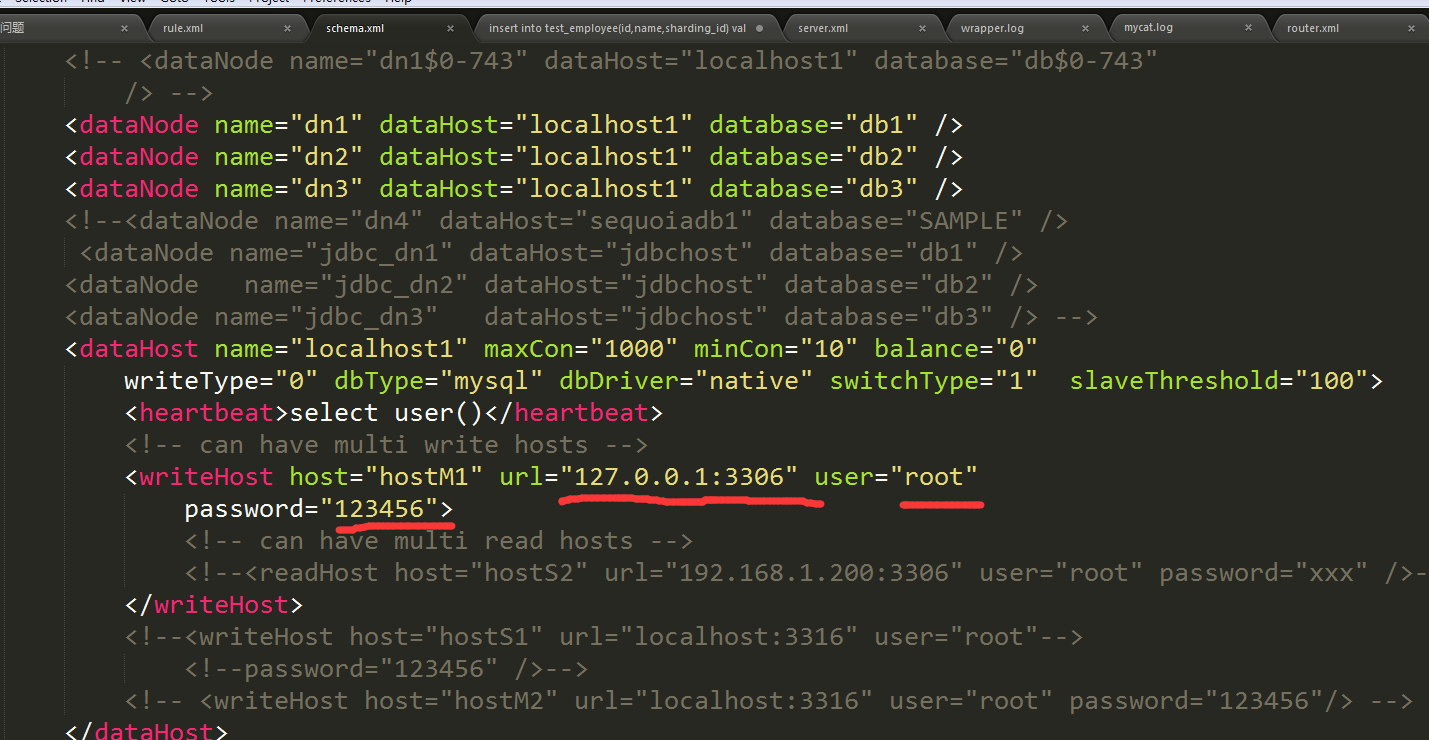 Selection Find View Goto Tools Project Preferences Help
问题 × rule.xml × schema.xml × insert into test_employee(id,name,sharding_id) val ● server.xml × wrapper.log × mycat.log × router.xml ×
<!-- <dataNode name="dn1$0-743" dataHost="localhost1" database="db$0-743"
/> -->
<dataNode name="dn1" dataHost="localhost1" database="db1" />
<dataNode name="dn2" dataHost="localhost1" database="db2" />
<dataNode name="dn3" dataHost="localhost1" database="db3" />
<!--<dataNode name="dn4" dataHost="sequoiadb1" database="SAMPLE" />
<dataNode name="jdbc_dn1" dataHost="jdbchost" database="db1" />
<dataNode   name="jdbc_dn2" dataHost="jdbchost" database="db2" />
<dataNode name="jdbc_dn3"   dataHost="jdbchost" database="db3" /> -->
<dataHost name="localhost1" maxCon="1000" minCon="10" balance="0"
writeType="0" dbType="mysql" dbDriver="native" switchType="1"  slaveThreshold="100">
<heartbeat>select user()</heartbeat>
<!-- can have multi write hosts -->
<writeHost host="hostM1" url="127.0.0.1:3306" user="root"
password="123456">
<!-- can have multi read hosts -->
<!--<readHost host="hostS2" url="192.168.1.200:3306" user="root" password="xxx" />-
</writeHost>
<!--<writeHost host="hostS1" url="localhost:3316" user="root"-->
<!--password="123456" />-->
<!-- <writeHost host="hostM2" url="localhost:3316" user="root" password="123456"/> -->
</dataHost>